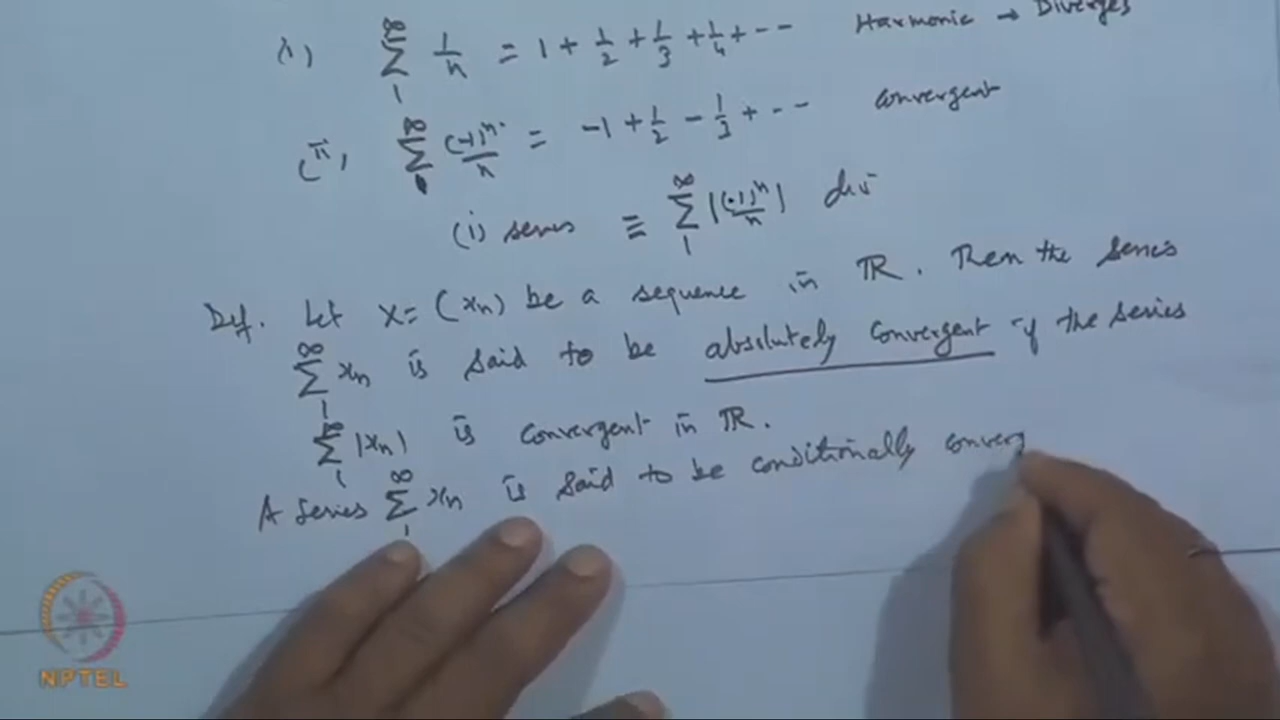 (i) ∞∑1 1/n = 1 + 1/2 + 1/3 + 1/4 + -- Harmonic → Diverges
(ii) ∞∑1 (-1)^n/n = -1 + 1/2 - 1/3 + -- convergent
(i) series ≡ ∞∑1 |(-1)^n/n| div
Def. Let X = (xn) be a sequence in ℝ. Then the series
∞∑1 xn is said to be absolutely convergent if the series
∞∑1 |xn| is convergent in ℝ.
A series ∞∑1 xn is said to be conditionally converg
NPTEL